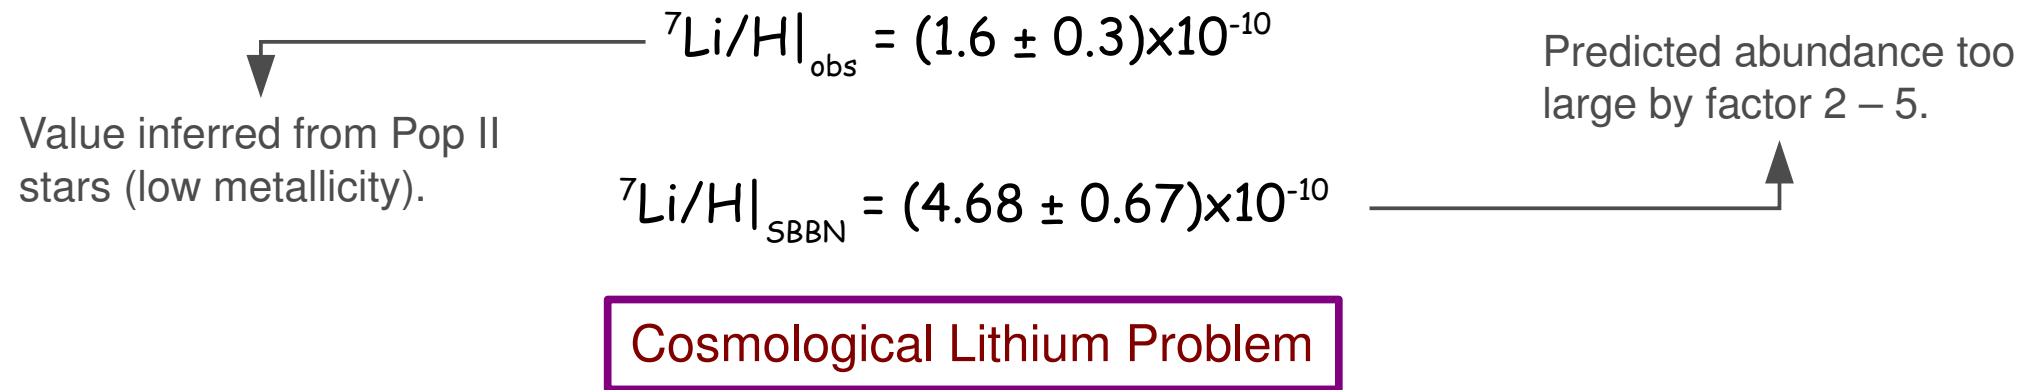 ⁷Li/H|obs = (1.6 ± 0.3)x10⁻¹⁰
Predicted abundance too
large by factor 2 – 5.
Value inferred from Pop II
stars (low metallicity).
⁷Li/H|SBBN = (4.68 ± 0.67)x10⁻¹⁰
Cosmological Lithium Problem